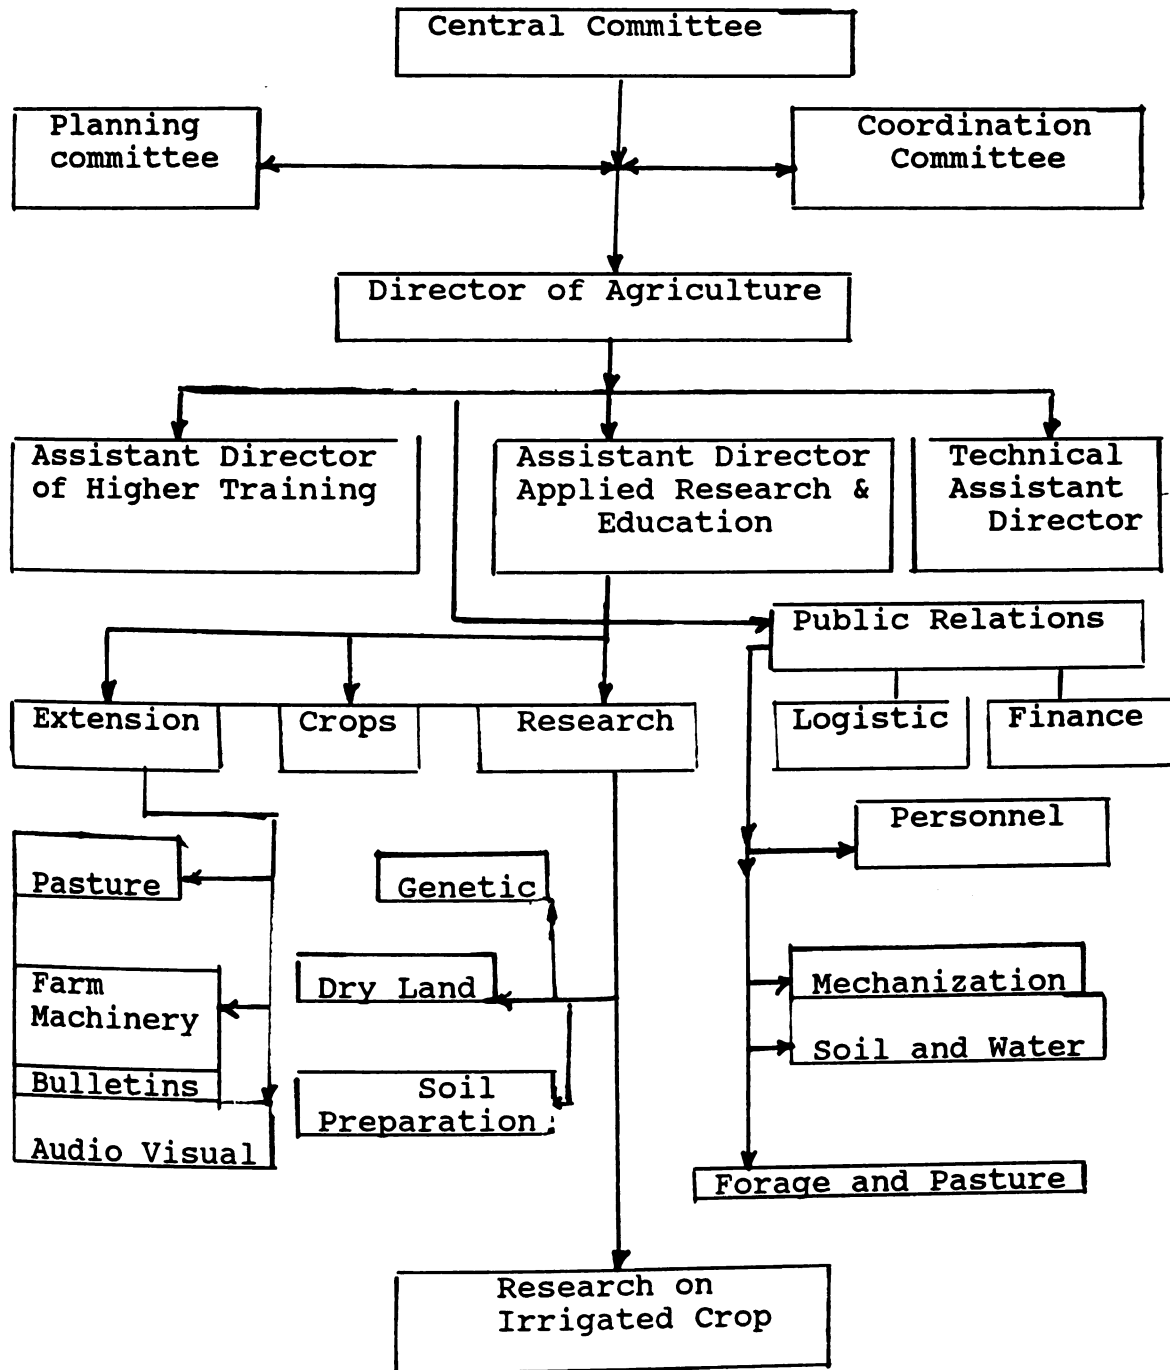 Central Committee
Planning
committee
Coordination
Committee
Director of Agriculture
Assistant Director
of Higher Training
Assistant Director
Applied Research &
Education
Technical
Assistant
Director
Public Relations
Extension
Crops
Research
Logistic
Finance
Personnel
Pasture
Genetic
Farm
Machinery
Dry Land
Mechanization
Soil and Water
Bulletins
Soil
Preparation
Audio Visual
Forage and Pasture
Research on
Irrigated Crop